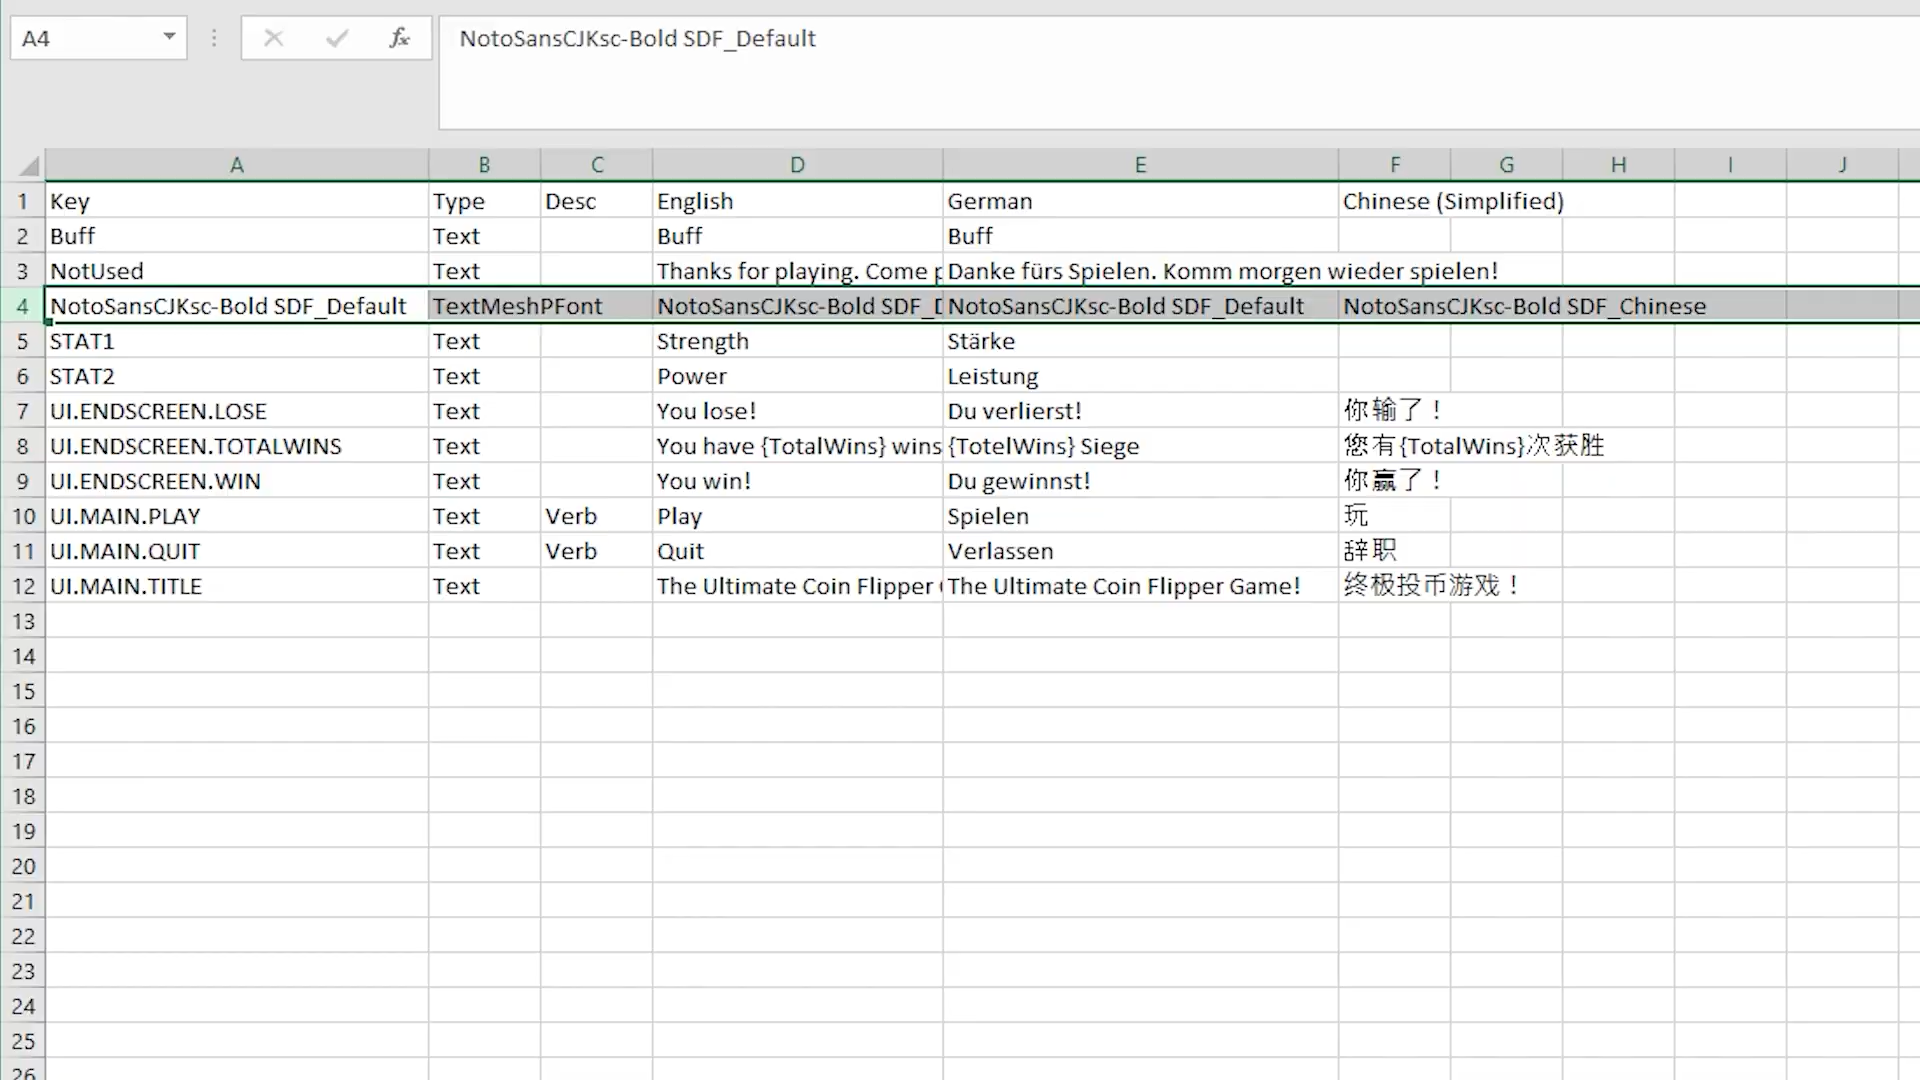 A4 fx NotoSansCJKsc-Bold SDF_Default
A B C D E F G H I J
1 Key Type Desc English German Chinese (Simplified)
2 Buff Text Buff Buff
3 NotUsed Text Thanks for playing. Come Danke fürs Spielen. Komm morgen wieder spielen!
4 NotoSansCJKsc-Bold SDF_Default TextMeshPFont NotoSansCJKsc-Bold SDF_ NotoSansCJKsc-Bold SDF_Default NotoSansCJKsc-Bold SDF_Chinese
5 STAT1 Text Strength Stärke
6 STAT2 Text Power Leistung
7 UI.ENDSCREEN.LOSE Text You lose! Du verlierst! 你输了！
8 UI.ENDSCREEN.TOTALWINS Text You have {TotalWins} wins {TotelWins} Siege 您有{TotalWins}次获胜
9 UI.ENDSCREEN.WIN Text You win! Du gewinnst! 你赢了！
10 UI.MAIN.PLAY Text Verb Play Spielen 玩
11 UI.MAIN.QUIT Text Verb Quit Verlassen 辞职
12 UI.MAIN.TITLE Text The Ultimate Coin Flipper The Ultimate Coin Flipper Game! 终极投币游戏！
13
14
15
16
17
18
19
20
21
22
23
24
25
26